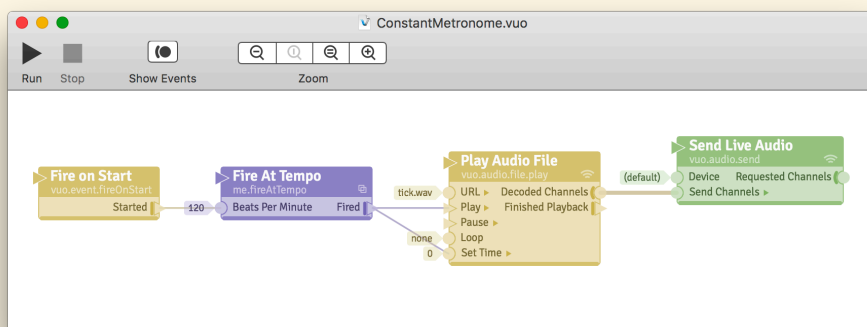 ConstantMetronome.vuo
Run Stop Show Events Zoom
Fire on Start
vuo.event.fireOnStart
Started
120
Fire At Tempo
me.fireAtTempo
Beats Per Minute Fired
Play Audio File
vuo.audio.file.play
tick.wav URL Decoded Channels
Play Finished Playback
Pause
none Loop
0 Set Time
Send Live Audio
vuo.audio.send
(default) Device Requested Channels
Send Channels